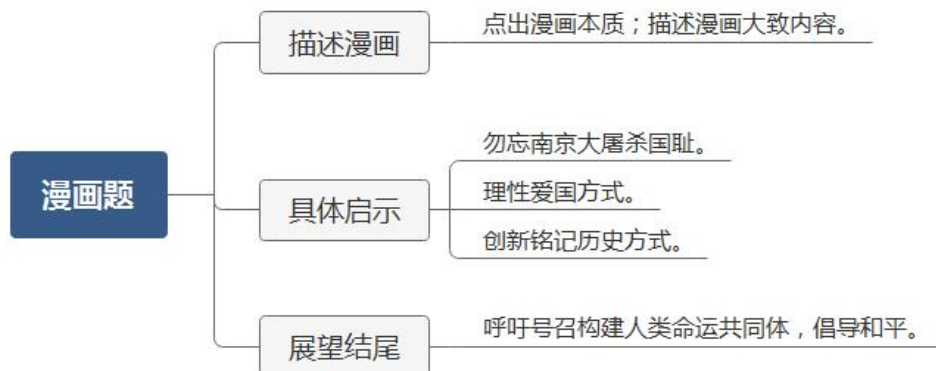 漫画题
描述漫画
点出漫画本质；描述漫画大致内容。
具体启示
勿忘南京大屠杀国耻。
理性爱国方式。
创新铭记历史方式。
展望结尾
呼吁号召构建人类命运共同体，倡导和平。